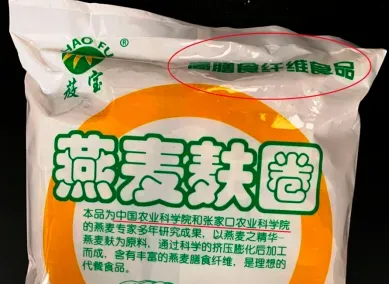 HAO FU
®
宝
高膳食纤维食品
燕麦麸圈
本品为中国农业科学院和张家口农业科学院
的燕麦专家多年研究成果，以燕麦之精华—
燕麦麸为原料，通过科学的挤压膨化后加工
而成，含有丰富的燕麦膳食纤维，是理想的
代餐食品。